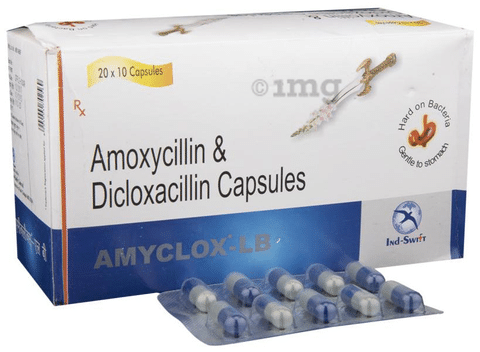 20 x 10 Capsules
©1mg
Rx
Hard on Bacteria
Gentle to stomach
Amoxycillin &
Dicloxacillin Capsules
AMYCLOX-LB
IND-SWIFT